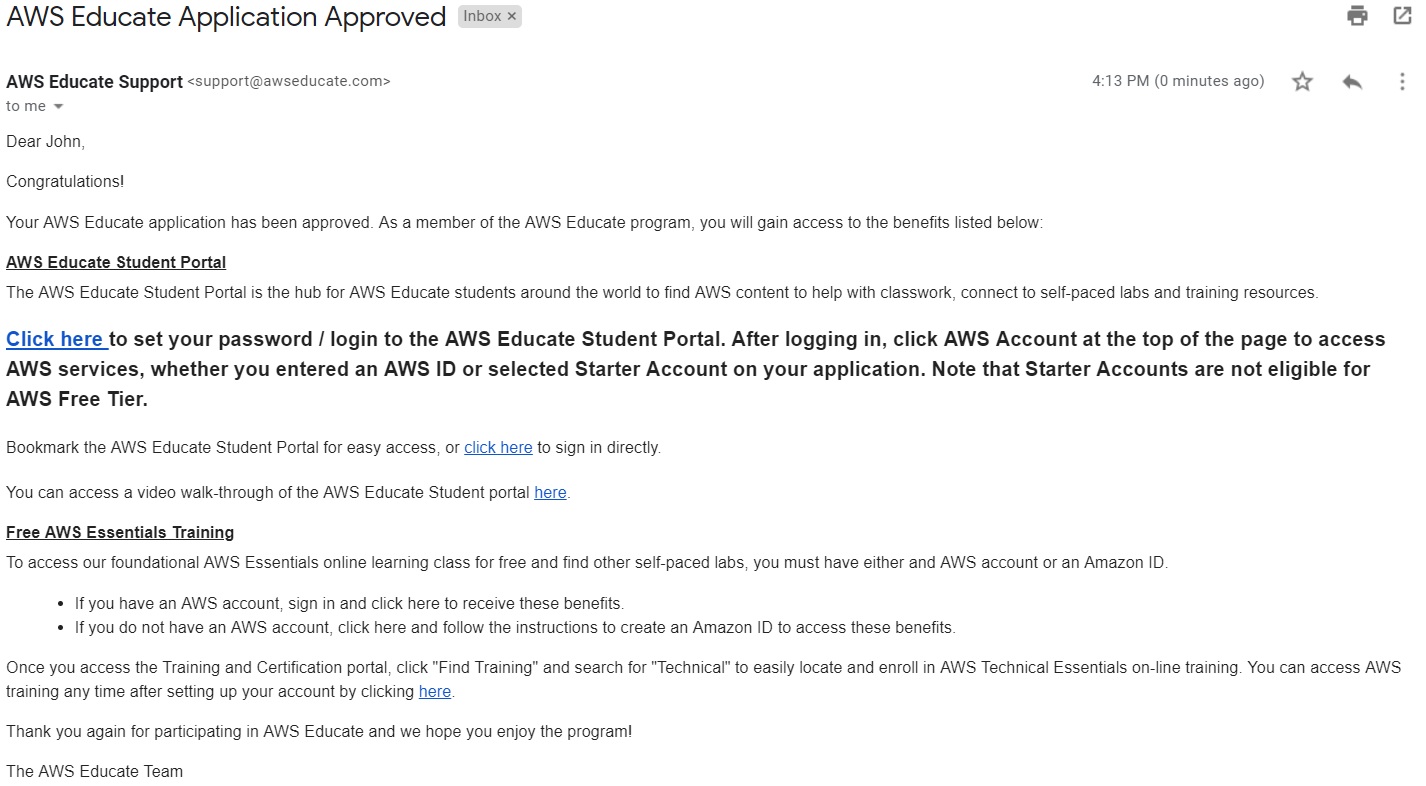 AWS Educate Application Approved Inbox ×
AWS Educate Support <support@awseducate.com> 4:13 PM (0 minutes ago)
to me
Dear John,
Congratulations!
Your AWS Educate application has been approved. As a member of the AWS Educate program, you will gain access to the benefits listed below:
AWS Educate Student Portal
The AWS Educate Student Portal is the hub for AWS Educate students around the world to find AWS content to help with classwork, connect to self-paced labs and training resources.
Click here to set your password / login to the AWS Educate Student Portal. After logging in, click AWS Account at the top of the page to access
AWS services, whether you entered an AWS ID or selected Starter Account on your application. Note that Starter Accounts are not eligible for
AWS Free Tier.
Bookmark the AWS Educate Student Portal for easy access, or click here to sign in directly.
You can access a video walk-through of the AWS Educate Student portal here.
Free AWS Essentials Training
To access our foundational AWS Essentials online learning class for free and find other self-paced labs, you must have either and AWS account or an Amazon ID.
• If you have an AWS account, sign in and click here to receive these benefits.
• If you do not have an AWS account, click here and follow the instructions to create an Amazon ID to access these benefits.
Once you access the Training and Certification portal, click "Find Training" and search for "Technical" to easily locate and enroll in AWS Technical Essentials on-line training. You can access AWS
training any time after setting up your account by clicking here.
Thank you again for participating in AWS Educate and we hope you enjoy the program!
The AWS Educate Team